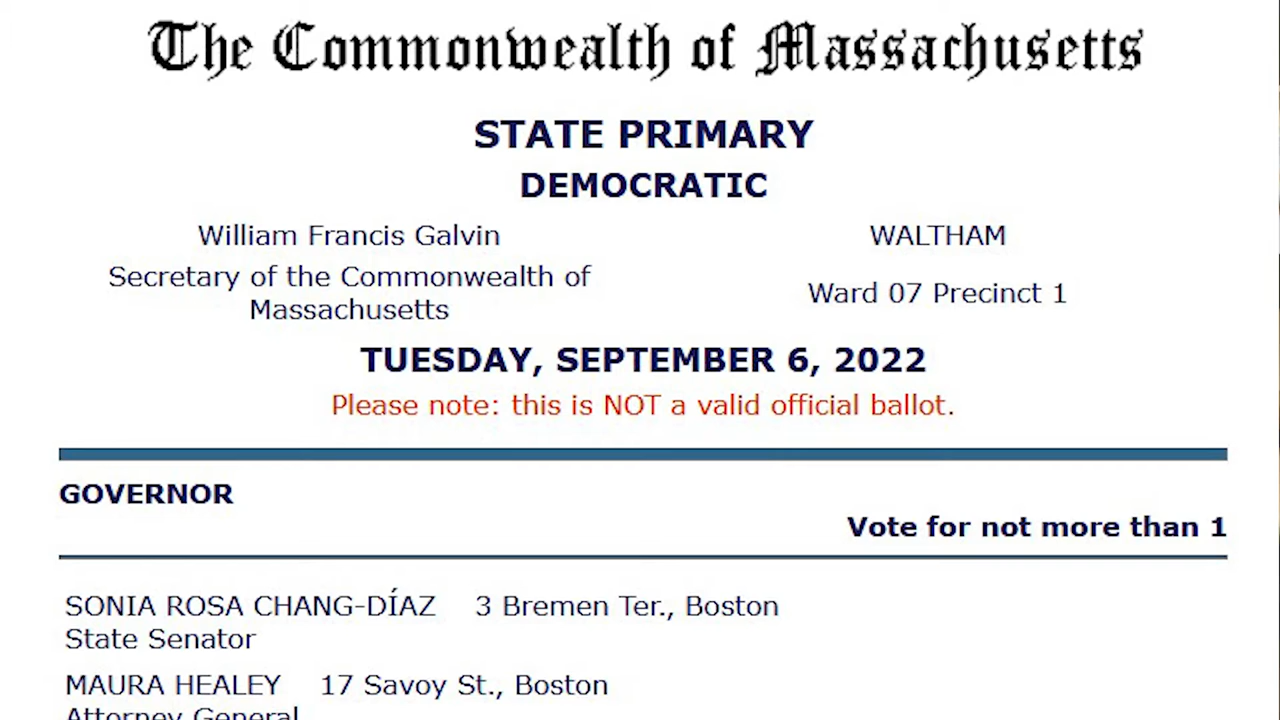 The Commonwealth of Massachusetts
STATE PRIMARY
DEMOCRATIC
William Francis Galvin
Secretary of the Commonwealth of
Massachusetts
WALTHAM
Ward 07 Precinct 1
TUESDAY, SEPTEMBER 6, 2022
Please note: this is NOT a valid official ballot.
GOVERNOR
Vote for not more than 1
SONIA ROSA CHANG-DÍAZ 3 Bremen Ter., Boston
State Senator
MAURA HEALEY 17 Savoy St., Boston
Attorney General